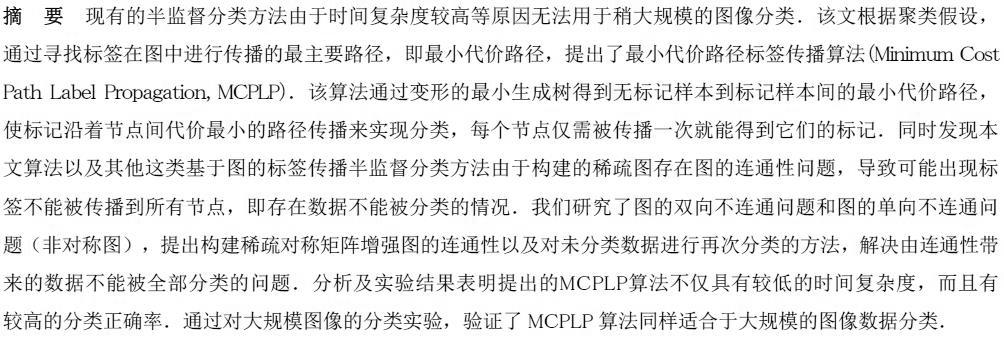 摘　要　现有的半监督分类方法由于时间复杂度较高等原因无法用于稍大规模的图像分类．该文根据聚类假设，
通过寻找标签在图中进行传播的最主要路径，即最小代价路径，提出了最小代价路径标签传播算法(Minimum Cost
Path Label Propagation, MCPLP)．该算法通过变形的最小生成树得到无标记样本到标记样本间的最小代价路径，
使标记沿着节点间代价最小的路径传播来实现分类，每个节点仅需被传播一次就能得到它们的标记．同时发现本
文算法以及其他这类基于图的标签传播半监督分类方法由于构建的稀疏图存在图的连通性问题，导致可能出现标
签不能被传播到所有节点，即存在数据不能被分类的情况．我们研究了图的双向不连通问题和图的单向不连通问
题（非对称图），提出构建稀疏对称矩阵增强图的连通性以及对未分类数据进行再次分类的方法，解决由连通性带
来的数据不能被全部分类的问题．分析及实验结果表明提出的MCPLP算法不仅具有较低的时间复杂度，而且有
较高的分类正确率．通过对大规模图像的分类实验，验证了 MCPLP 算法同样适合于大规模的图像数据分类．